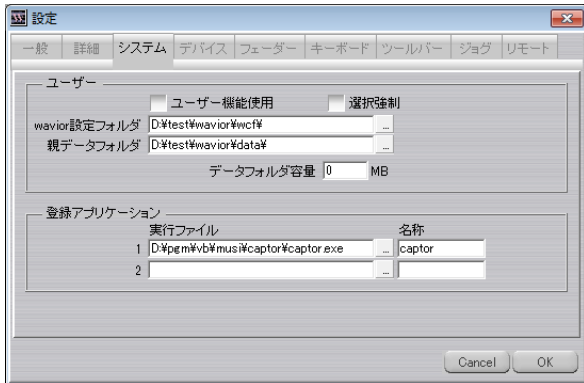 設定
一般 詳細 システム デバイス フェーダー キーボード ツールバー ジョグ リモート
ユーザー
ユーザー機能使用 選択強制
wavior設定フォルダ D:¥test¥wavior¥wcf¥ ...
親データフォルダ D:¥test¥wavior¥data¥ ...
データフォルダ容量 0 MB
登録アプリケーション
実行ファイル 名称
1 D:¥pgm¥vb¥musi¥captor¥captor.exe ... captor
2 ...
Cancel OK